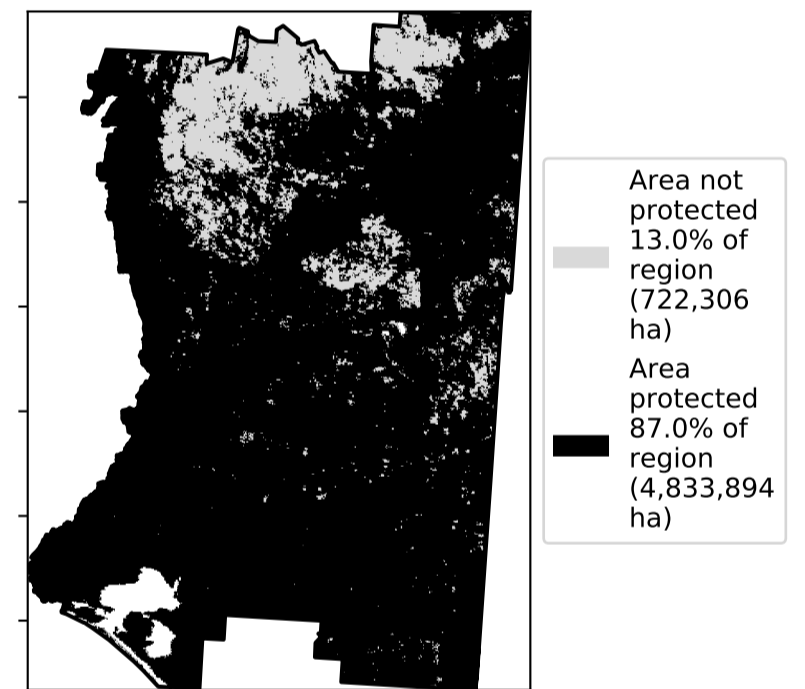 Area not
protected
13.0% of
region
(722,306
ha)
Area
protected
87.0% of
region
(4,833,894
ha)